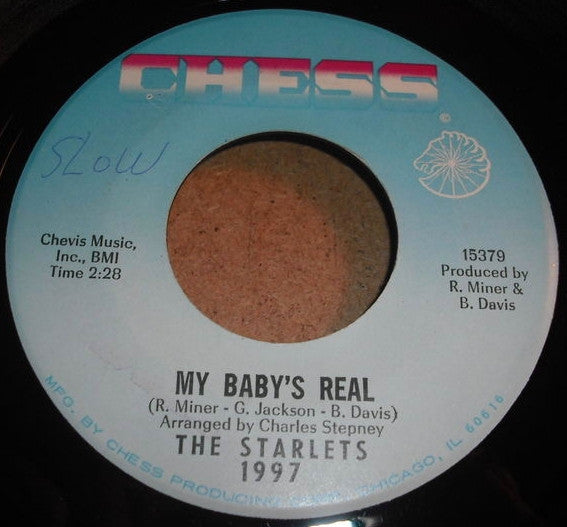 CHESS
©
SLOW
Chevis Music,
Inc., BMI
Time 2:28
15379
Produced by
R. Miner &
B. Davis
MY BABY'S REAL
(R. Miner - G. Jackson - B. Davis)
Arranged by Charles Stepney
THE STARLETS
1997
MFG. BY CHESS PRODUCING CHICAGO, IL 60616